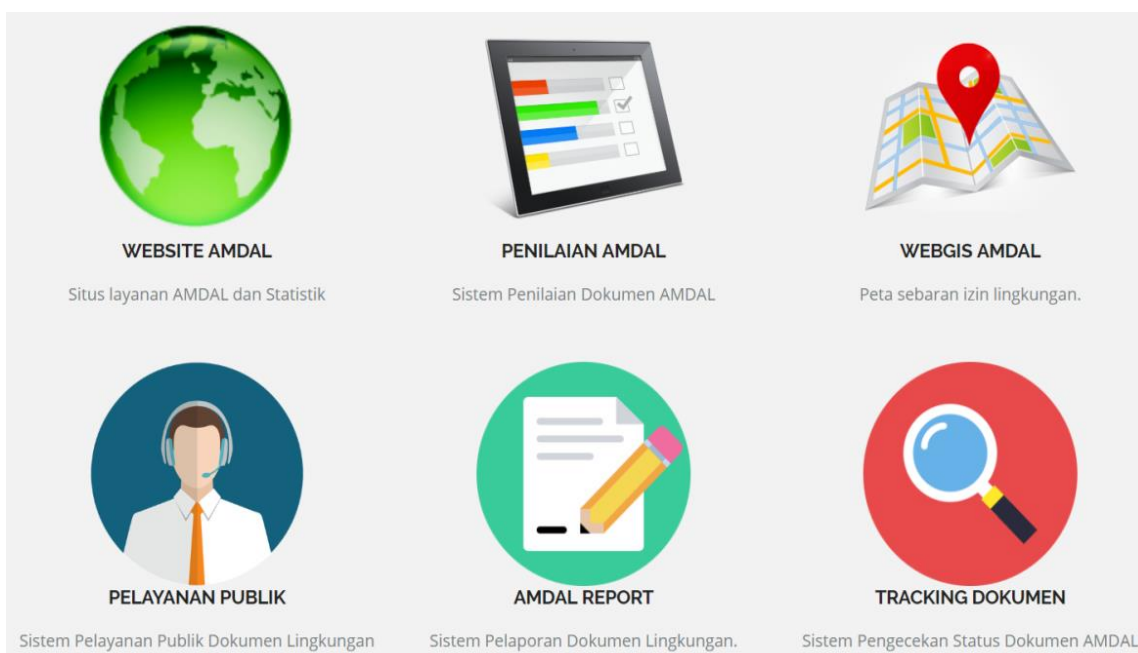 WEBSITE AMDAL
Situs layanan AMDAL dan Statistik
PENILAIAN AMDAL
Sistem Penilaian Dokumen AMDAL
WEBGIS AMDAL
Peta sebaran izin lingkungan.
PELAYANAN PUBLIK
Sistem Pelayanan Publik Dokumen Lingkungan
AMDAL REPORT
Sistem Pelaporan Dokumen Lingkungan.
TRACKING DOKUMEN
Sistem Pengecekan Status Dokumen AMDAL